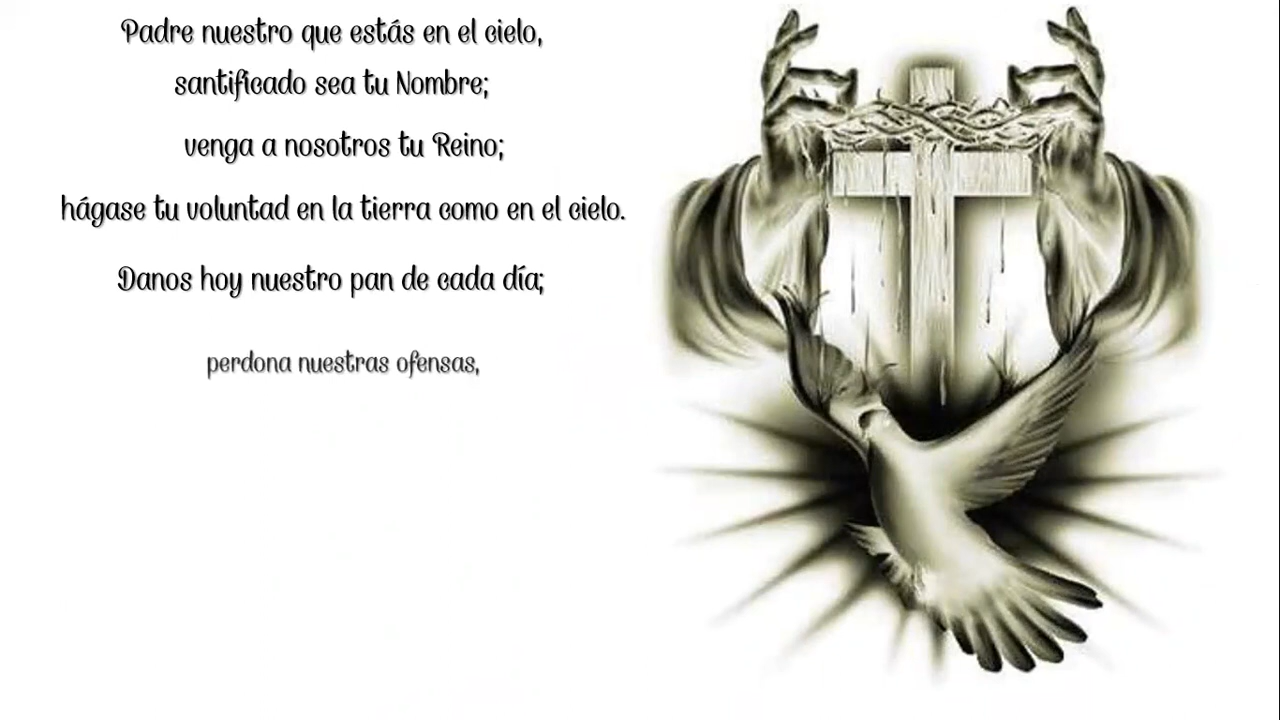 Padre nuestro que estás en el cielo,
santificado sea tu Nombre;
venga a nosotros tu Reino;
hágase tu voluntad en la tierra como en el cielo.
Danos hoy nuestro pan de cada día;
perdona nuestras ofensas,